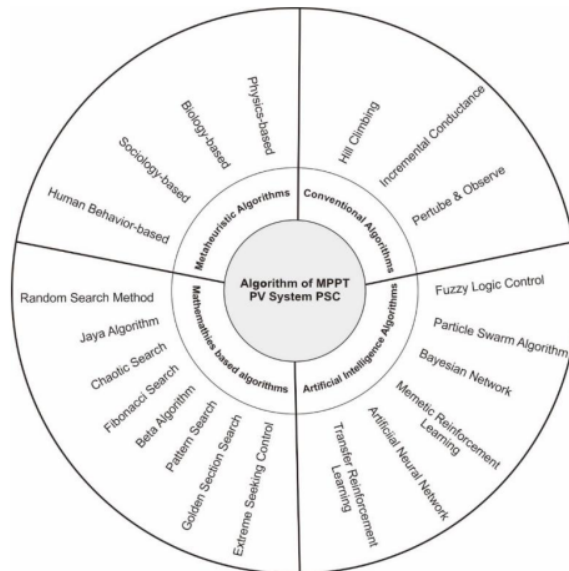 Algorithm of MPPT
PV System PSC
Metaheuristic Algorithms
Human Behavior-based
Sociology-based
Biology-based
Physics-based
Conventional Algorithms
Hill Climbing
Incremental Conductance
Pertube & Observe
Artificial Intelligence Algorithms
Fuzzy Logic Control
Particle Swarm Algorithm
Bayesian Network
Memetic Reinforcement
Learning
Artificiial Neural Network
Transfer Reinforcement
Learning
Mathemathies based algorithms
Random Search Method
Jaya Algorithm
Chaotic Search
Fibonacci Search
Beta Algorithm
Pattern Search
Golden Section Search
Extreme Seeking Control